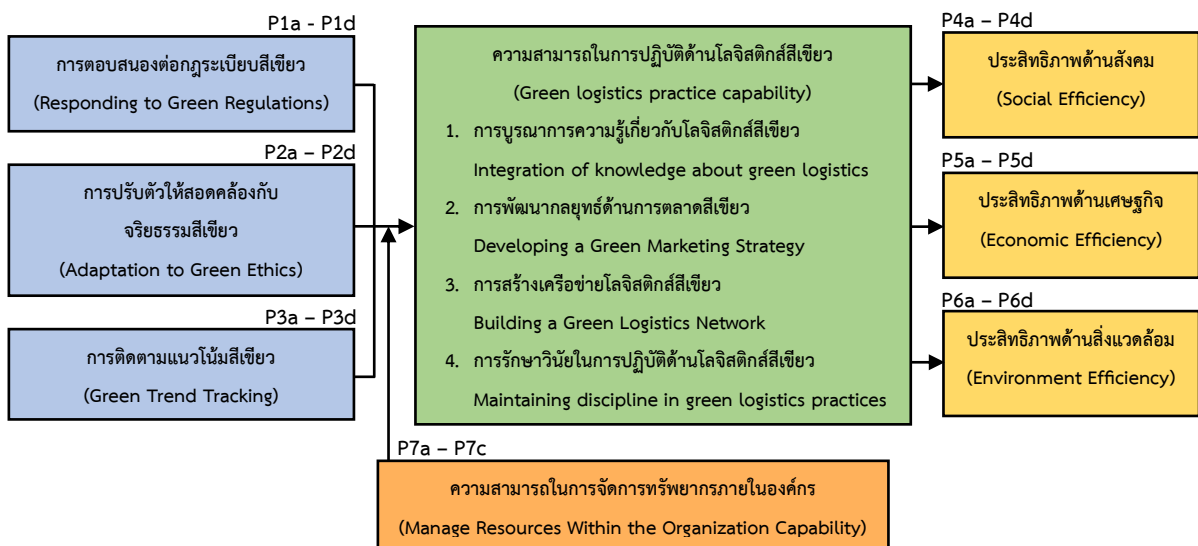 P1a - P1d
การตอบสนองต่อกฎระเบียบสีเขียว
(Responding to Green Regulations)
P2a – P2d
การปรับตัวให้สอดคล้องกับ
จริยธรรมสีเขียว
(Adaptation to Green Ethics)
P3a – P3d
การติดตามแนวโน้มสีเขียว
(Green Trend Tracking)
ความสามารถในการปฏิบัติด้านโลจิสติกส์สีเขียว
(Green logistics practice capability)
1. การบูรณาการความรู้เกี่ยวกับโลจิสติกส์สีเขียว
Integration of knowledge about green logistics
2. การพัฒนากลยุทธ์ด้านการตลาดสีเขียว
Developing a Green Marketing Strategy
3. การสร้างเครือข่ายโลจิสติกส์สีเขียว
Building a Green Logistics Network
4. การรักษาวินัยในการปฏิบัติด้านโลจิสติกส์สีเขียว
Maintaining discipline in green logistics practices
P4a – P4d
ประสิทธิภาพด้านสังคม
(Social Efficiency)
P5a – P5d
ประสิทธิภาพด้านเศรษฐกิจ
(Economic Efficiency)
P6a – P6d
ประสิทธิภาพด้านสิ่งแวดล้อม
(Environment Efficiency)
P7a – P7c
ความสามารถในการจัดการทรัพยากรภายในองค์กร
(Manage Resources Within the Organization Capability)